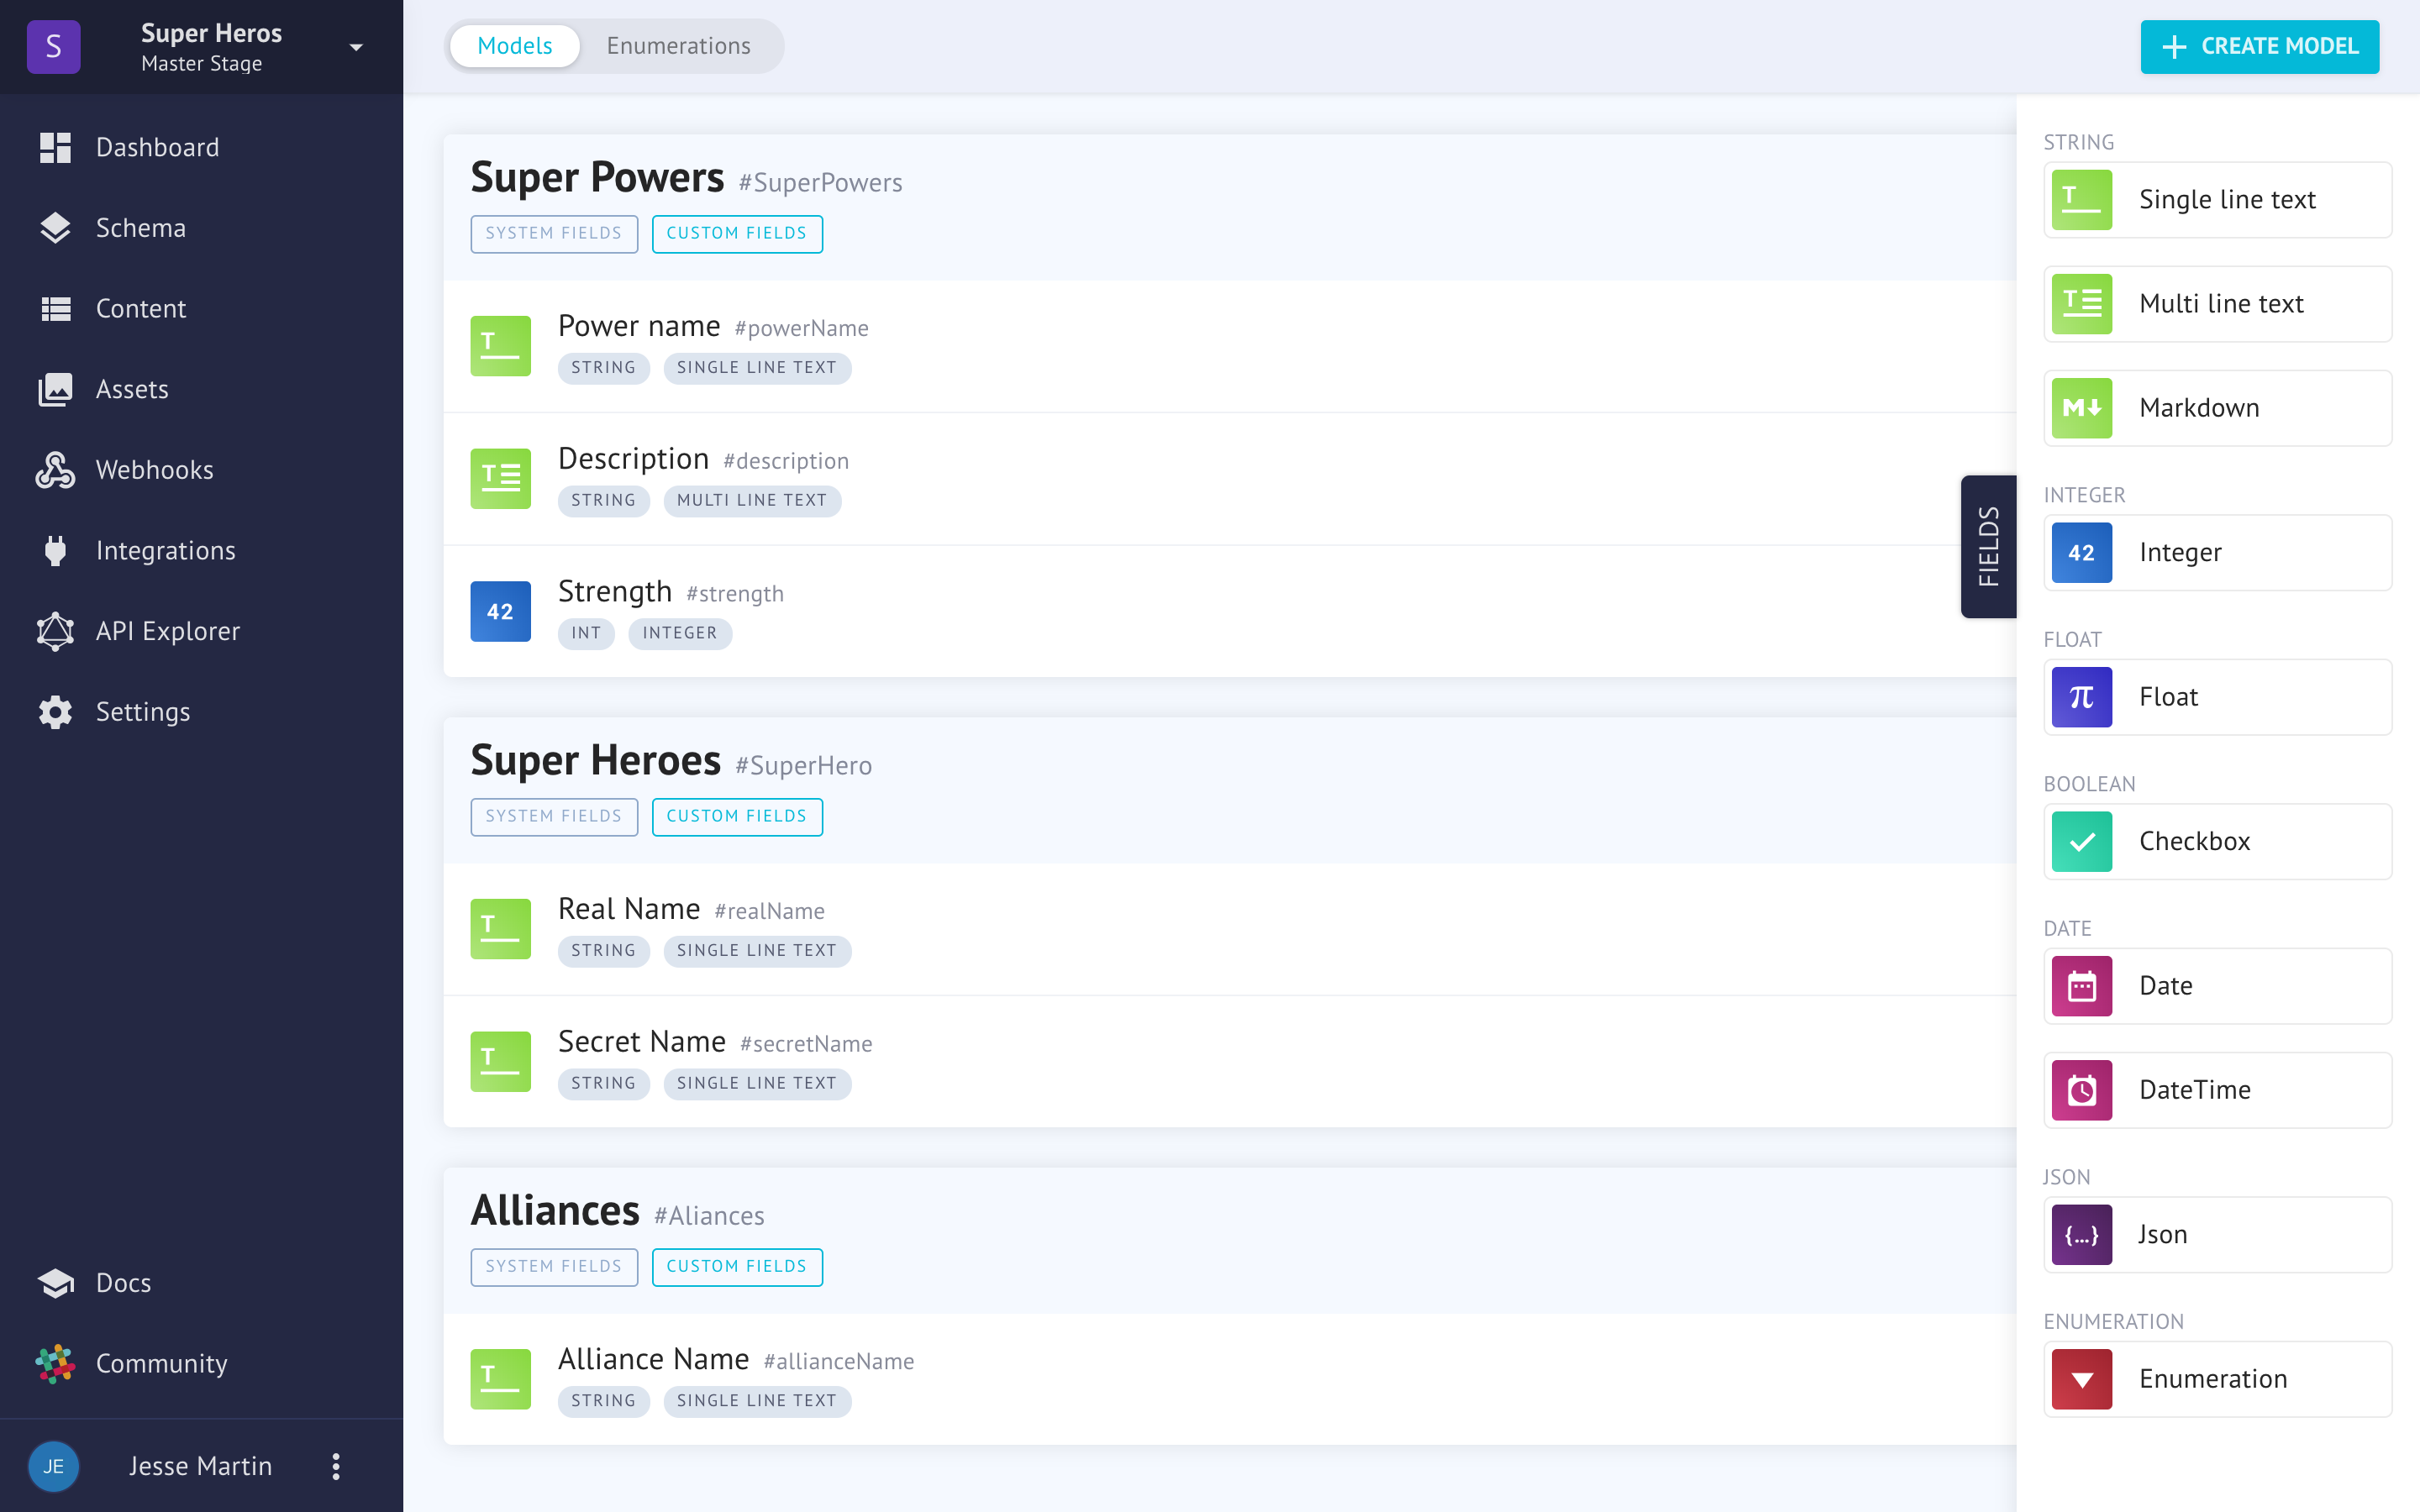 S
Super Heros
Master Stage
Dashboard
Schema
Content
Assets
Webhooks
Integrations
API Explorer
Settings
Docs
Community
JE
Jesse Martin
Models
Enumerations
CREATE MODEL
Super Powers #SuperPowers
SYSTEM FIELDS
CUSTOM FIELDS
T
Power name #powerName
STRING
SINGLE LINE TEXT
T
Description #description
STRING
MULTI LINE TEXT
42
Strength #strength
INT
INTEGER
Super Heroes #SuperHero
SYSTEM FIELDS
CUSTOM FIELDS
T
Real Name #realName
STRING
SINGLE LINE TEXT
T
Secret Name #secretName
STRING
SINGLE LINE TEXT
Alliances #Aliances
SYSTEM FIELDS
CUSTOM FIELDS
T
Alliance Name #allianceName
STRING
SINGLE LINE TEXT
FIELDS
STRING
T
Single line text
T
Multi line text
M
Markdown
INTEGER
42
Integer
FLOAT
π
Float
BOOLEAN
Checkbox
DATE
Date
DateTime
JSON
{...}
Json
ENUMERATION
Enumeration